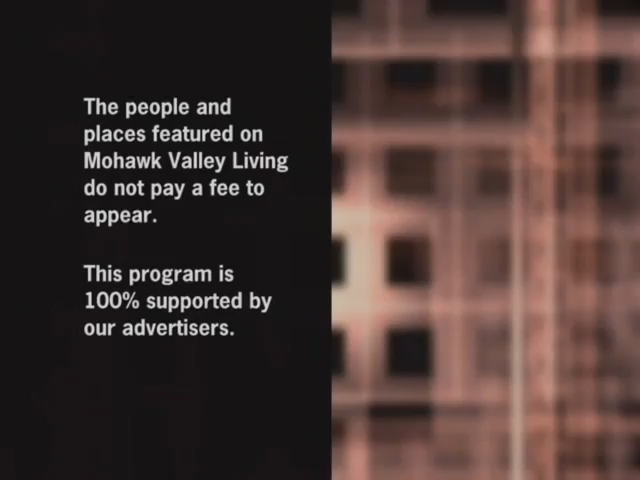 The people and
places featured on
Mohawk Valley Living
do not pay a fee to
appear.
This program is
100% supported by
our advertisers.